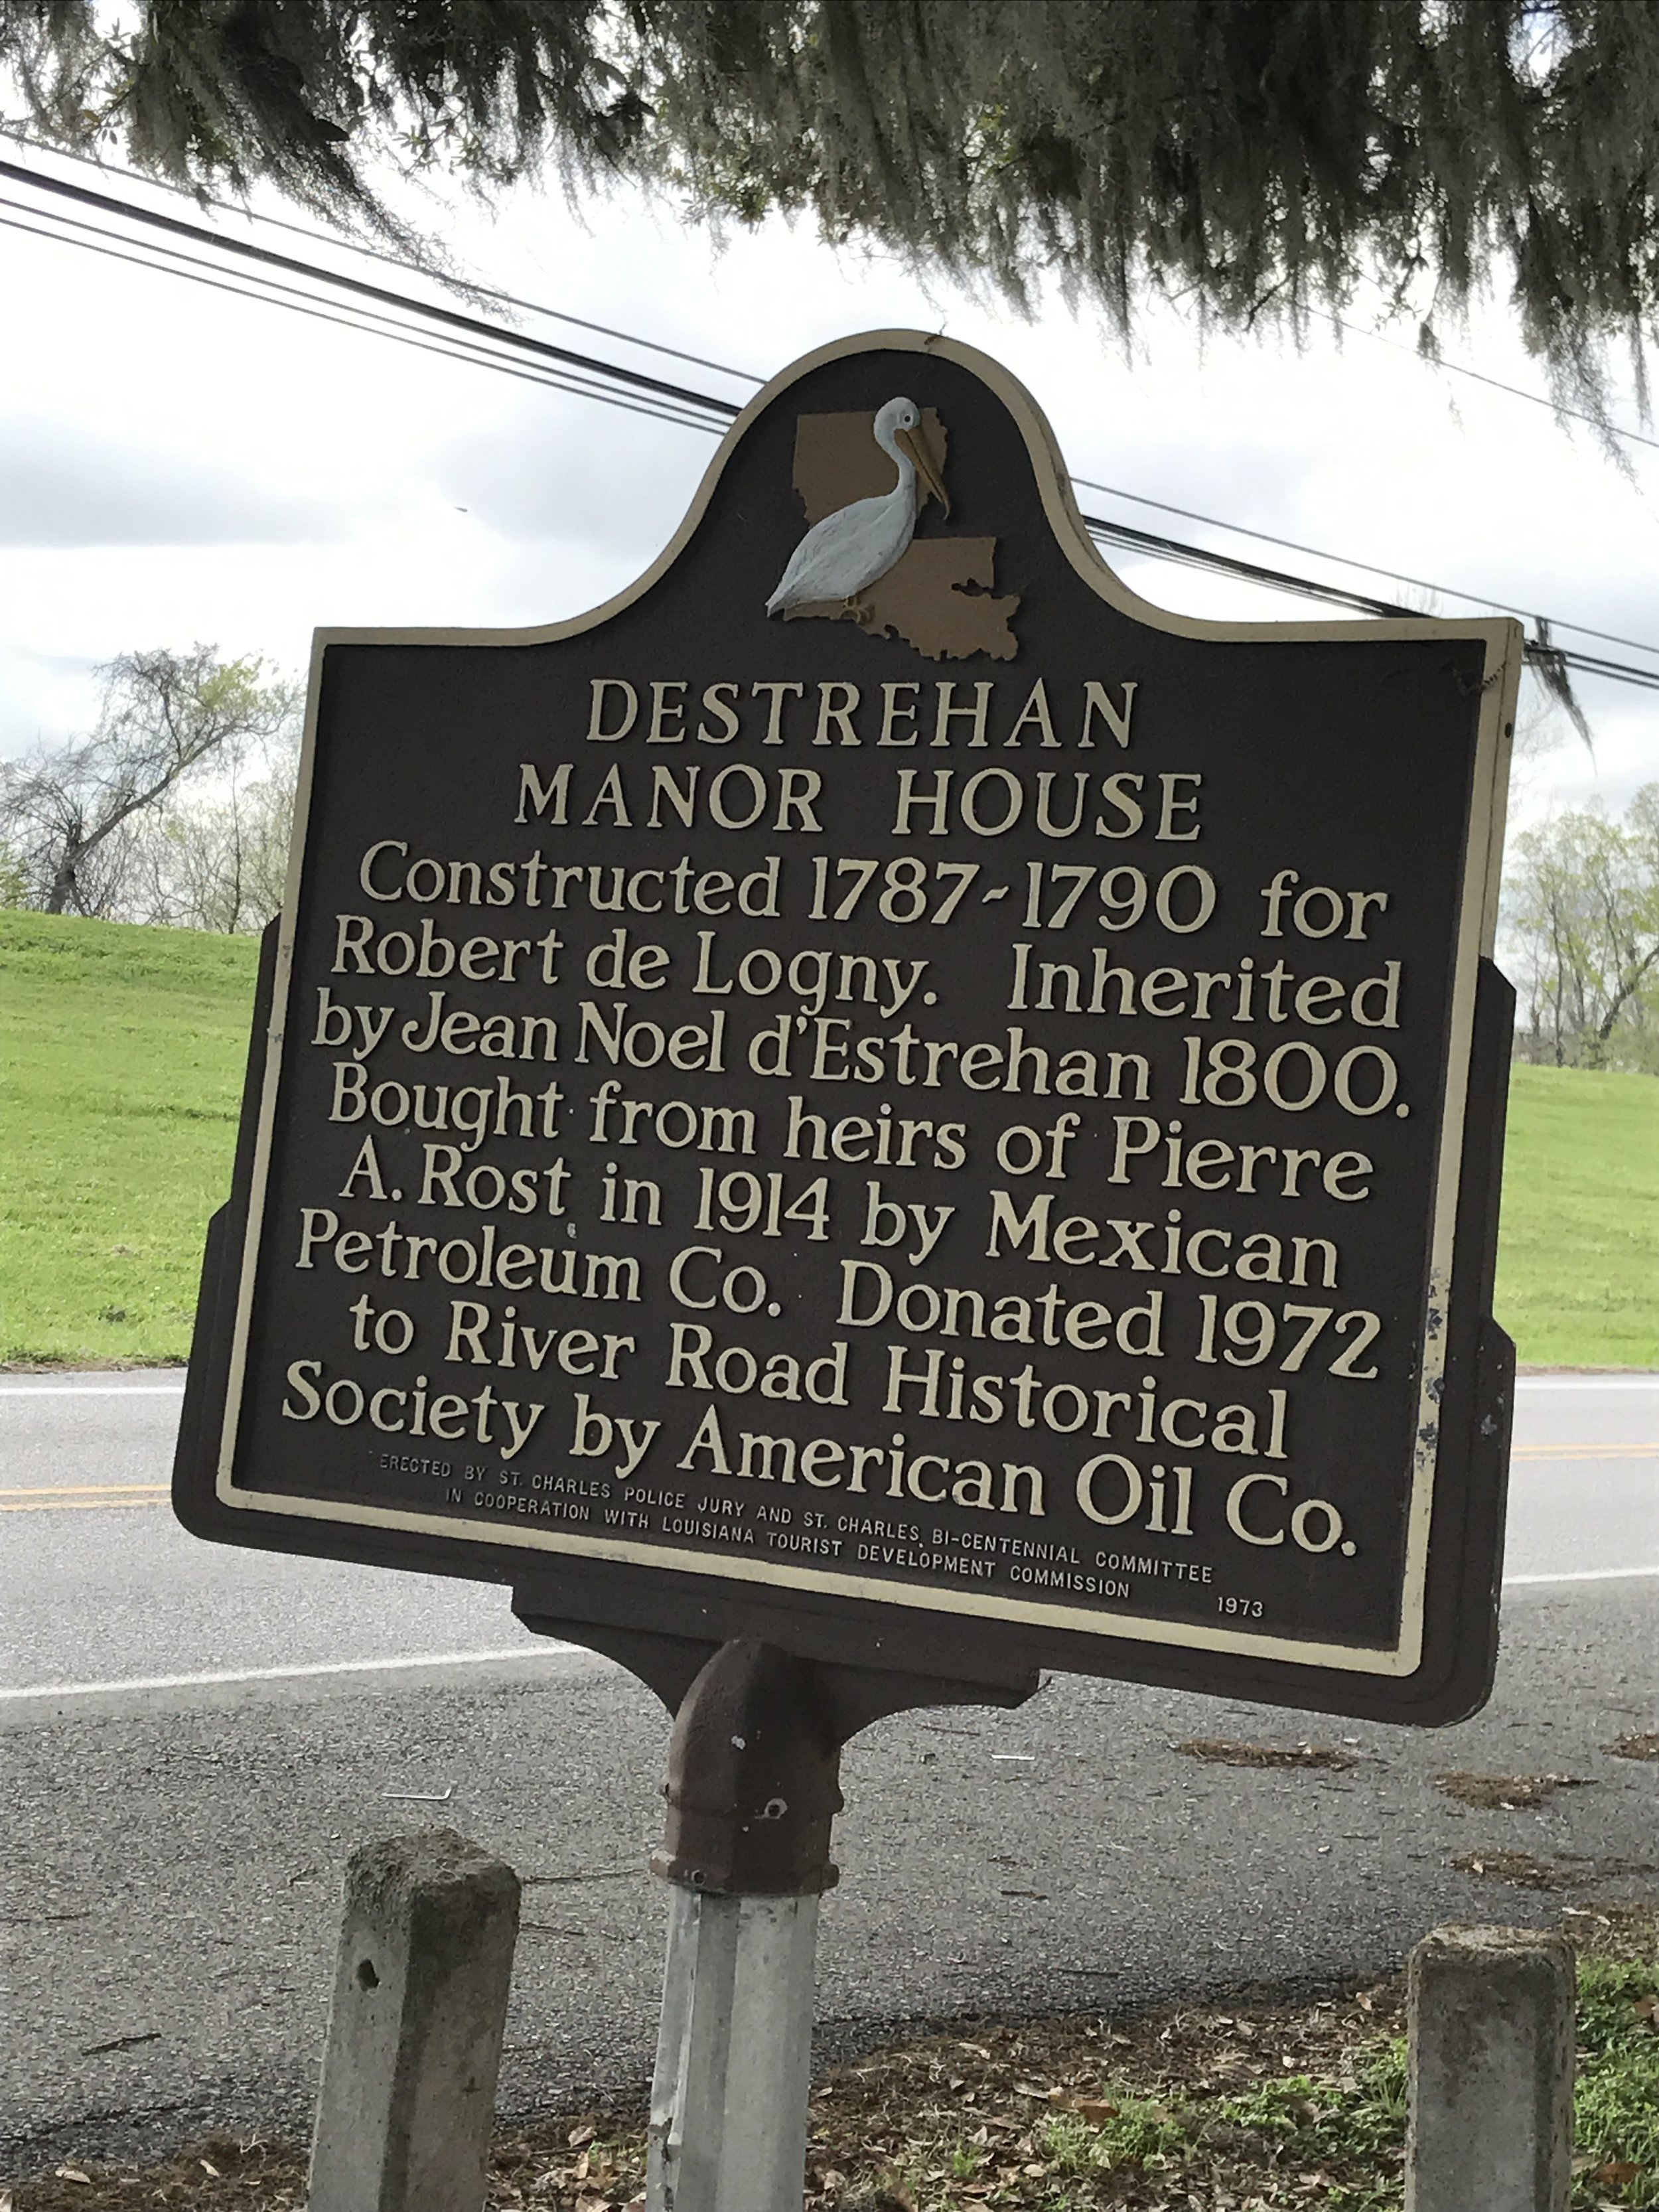 DESTREHAN
MANOR HOUSE
Constructed 1787-1790 for
Robert de Logny. Inherited
by Jean Noel d'Estrehan 1800.
Bought from heirs of Pierre
A. Rost in 1914 by Mexican
Petroleum Co. Donated 1972
to River Road Historical
Society by American Oil Co.
ERECTED BY ST. CHARLES POLICE JURY AND ST. CHARLES BI-CENTENNIAL COMMITTEE
IN COOPERATION WITH LOUISIANA TOURIST DEVELOPMENT COMMISSION 1973